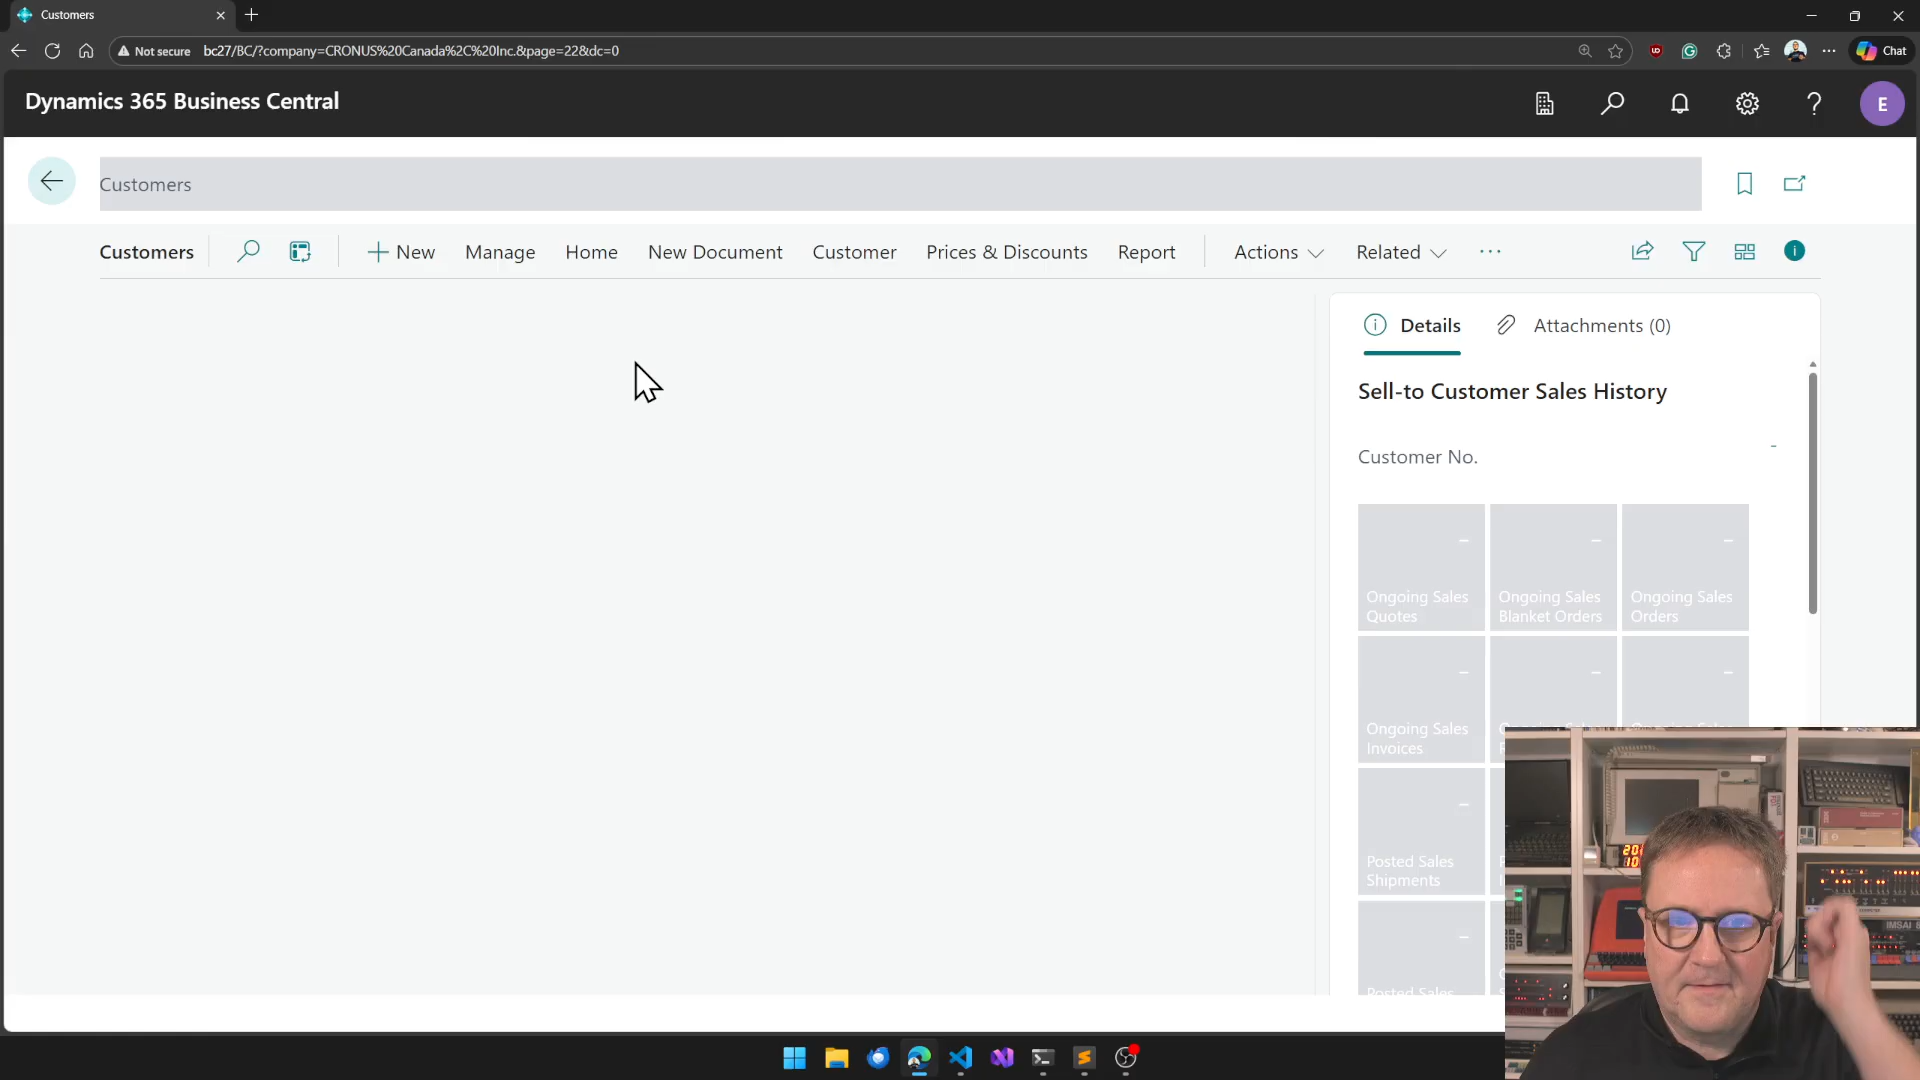 Customers
Not secure bc27/BC/?company=CRONUS%20Canada%2C%20Inc.&page=22&dc=0
Chat
Dynamics 365 Business Central
E
Customers
Customers
New Manage Home New Document Customer Prices & Discounts Report Actions Related
Details Attachments (0)
Sell-to Customer Sales History
Customer No.
Ongoing Sales Quotes
Ongoing Sales Blanket Orders
Ongoing Sales Orders
Ongoing Sales Invoices
Posted Sales Shipments
Posted Sales
IMSAI